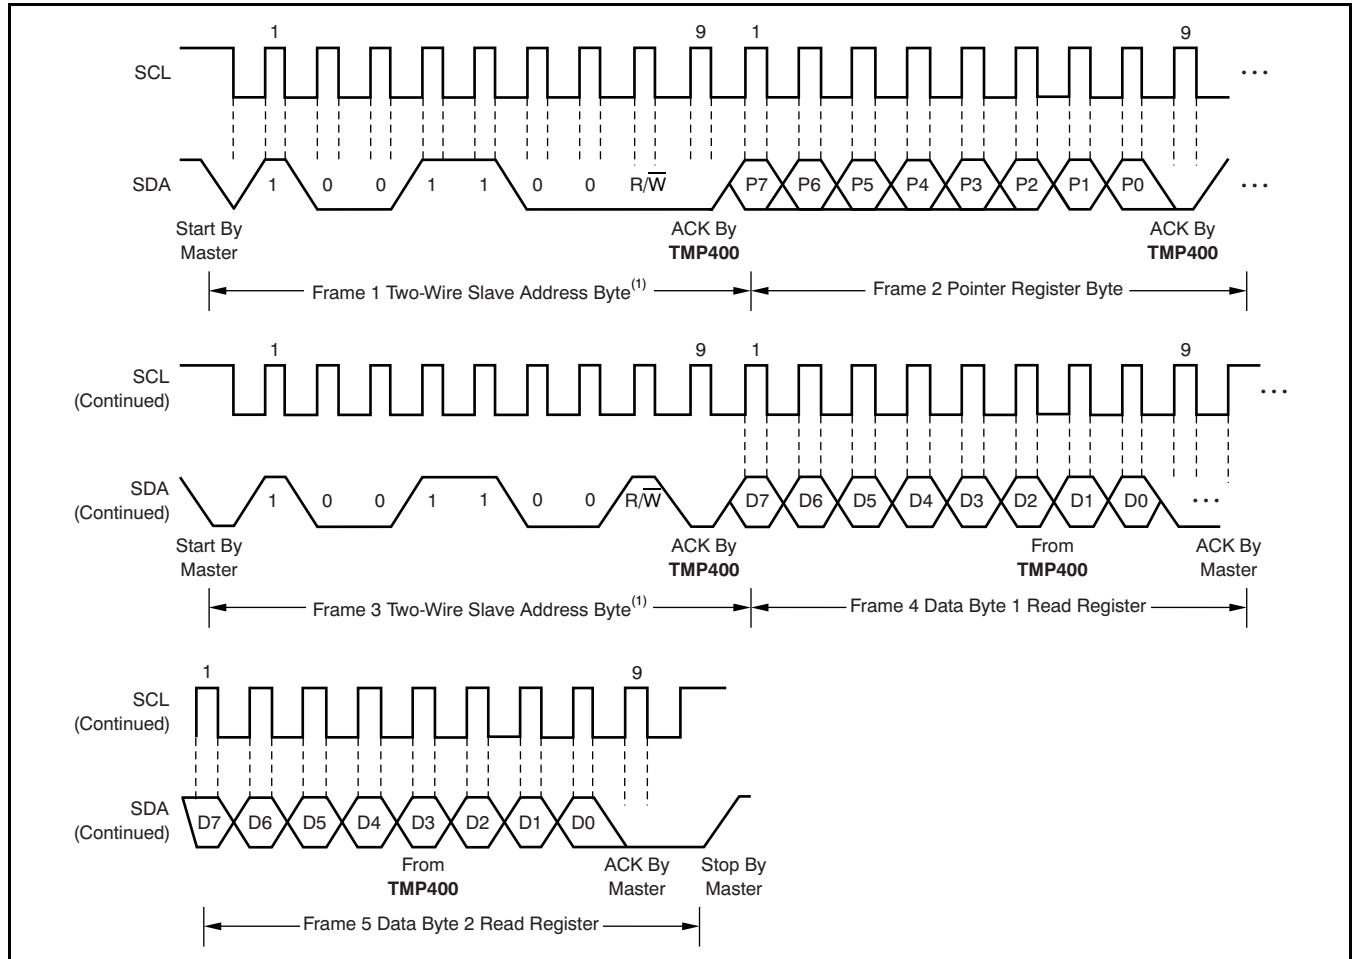 1 9 1 9
SCL ...
SDA 1 0 0 1 1 0 0 R/W̅ P7 P6 P5 P4 P3 P2 P1 P0 ...
Start By Master ACK By TMP400 ACK By TMP400
Frame 1 Two-Wire Slave Address Byte(1) Frame 2 Pointer Register Byte
1 9 1 9
SCL (Continued) ...
SDA (Continued) 1 0 0 1 1 0 0 R/W̅ D7 D6 D5 D4 D3 D2 D1 D0 ...
Start By Master ACK By TMP400 From TMP400 ACK By Master
Frame 3 Two-Wire Slave Address Byte(1) Frame 4 Data Byte 1 Read Register
1 9
SCL (Continued)
SDA (Continued) D7 D6 D5 D4 D3 D2 D1 D0
From TMP400 ACK By Master Stop By Master
Frame 5 Data Byte 2 Read Register